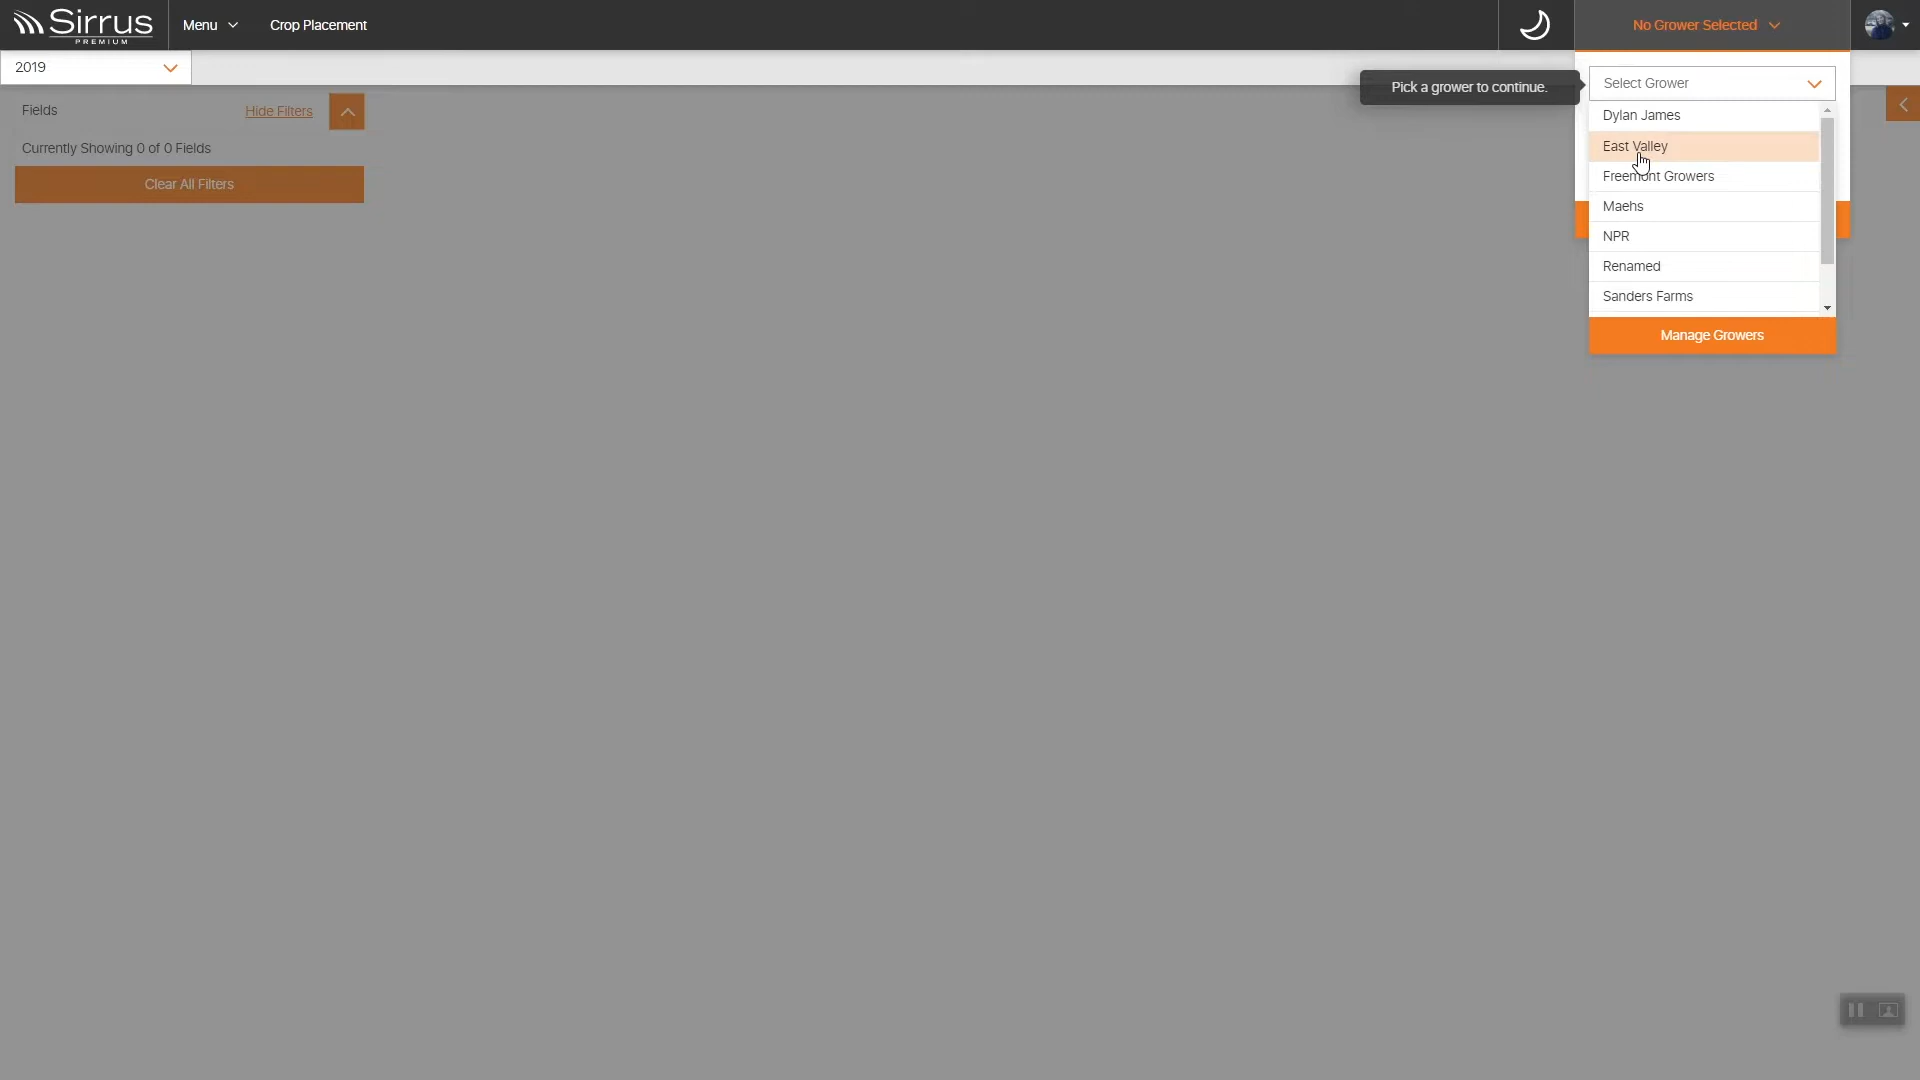 Sirrus
PREMIUM
Menu
Crop Placement
No Grower Selected
2019
Pick a grower to continue.
Select Grower
Fields
Hide Filters
Currently Showing 0 of 0 Fields
Clear All Filters
Dylan James
East Valley
Freemont Growers
Maehs
NPR
Renamed
Sanders Farms
Manage Growers